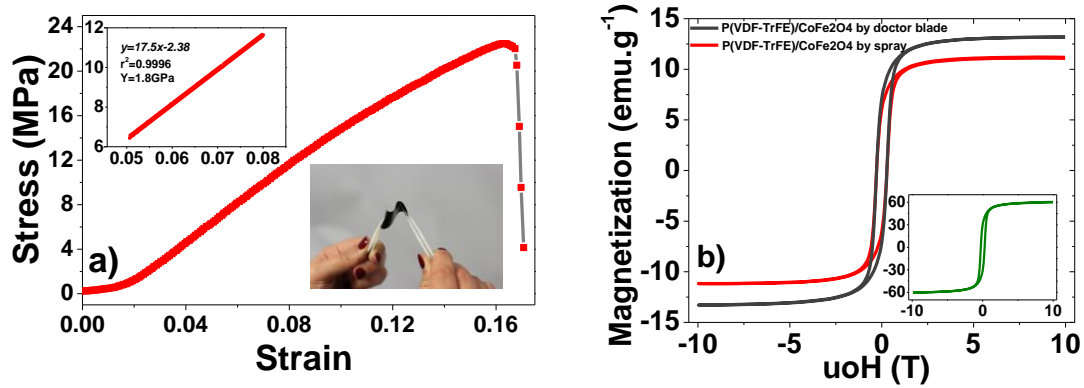 22
20
16
12
8
4
0
Stress (MPa)
12
10
8
6
y=17.5x-2.38
r²=0.9996
Y=1.8GPa
0.05 0.06 0.07 0.08
a)
0.00 0.04 0.08 0.12 0.16
Strain
15
10
5
0
-5
-10
-15
Magnetization (emu.g⁻¹)
P(VDF-TrFE)/CoFe2O4 by doctor blade
P(VDF-TrFE)/CoFe2O4 by spray
b)
60
30
0
-30
-60
-10 0 10
-10 -5 0 5 10
uoH (T)